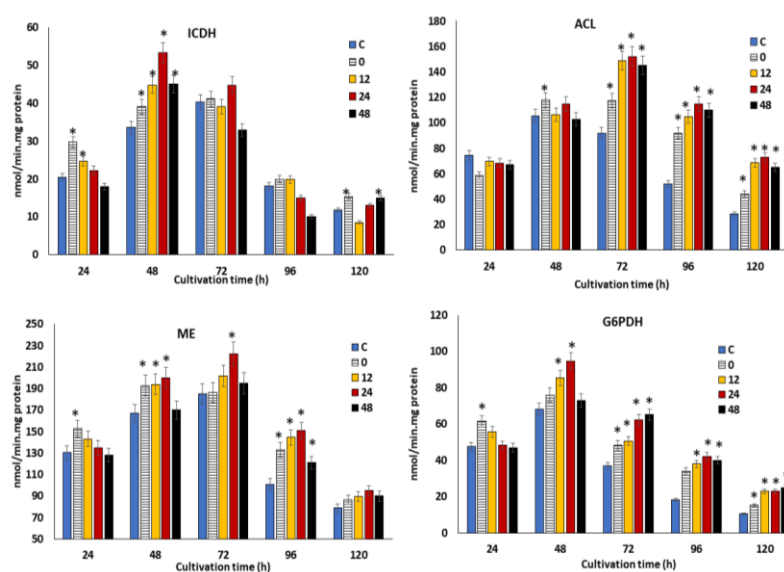 ICDH
nmol/min.mg protein
60
50
40
30
20
10
0
C
0
12
24
48
*
*
*
*
*
*
*
*
24 48 72 96 120
Cultivation time (h)
ACL
nmol/min.mg protein
180
160
140
120
100
80
60
40
20
0
C
0
12
24
48
*
* * * *
* * * *
* * * *
24 48 72 96 120
Cultivation time (h)
ME
nmol/min.mg protein
250
230
210
190
170
150
130
110
90
70
50
C
0
12
24
48
*
* * *
*
* * * *
24 48 72 96 120
Cultivation time (h)
G6PDH
nmol/min.mg protein
120
100
80
60
40
20
0
C
0
12
24
48
*
* *
* * * *
* * *
* * * *
24 48 72 96 120
Cultivation time (h)